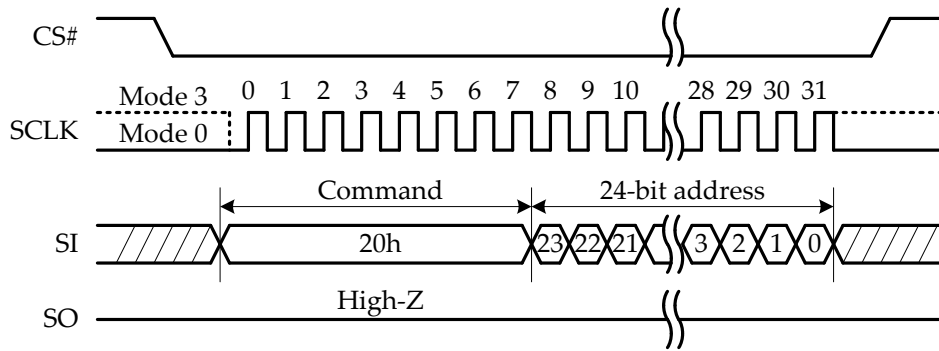 CS#
Mode 3 0 1 2 3 4 5 6 7 8 9 10 28 29 30 31
SCLK
Mode 0
Command 24-bit address
SI 20h 23 22 21 3 2 1 0
High-Z
SO